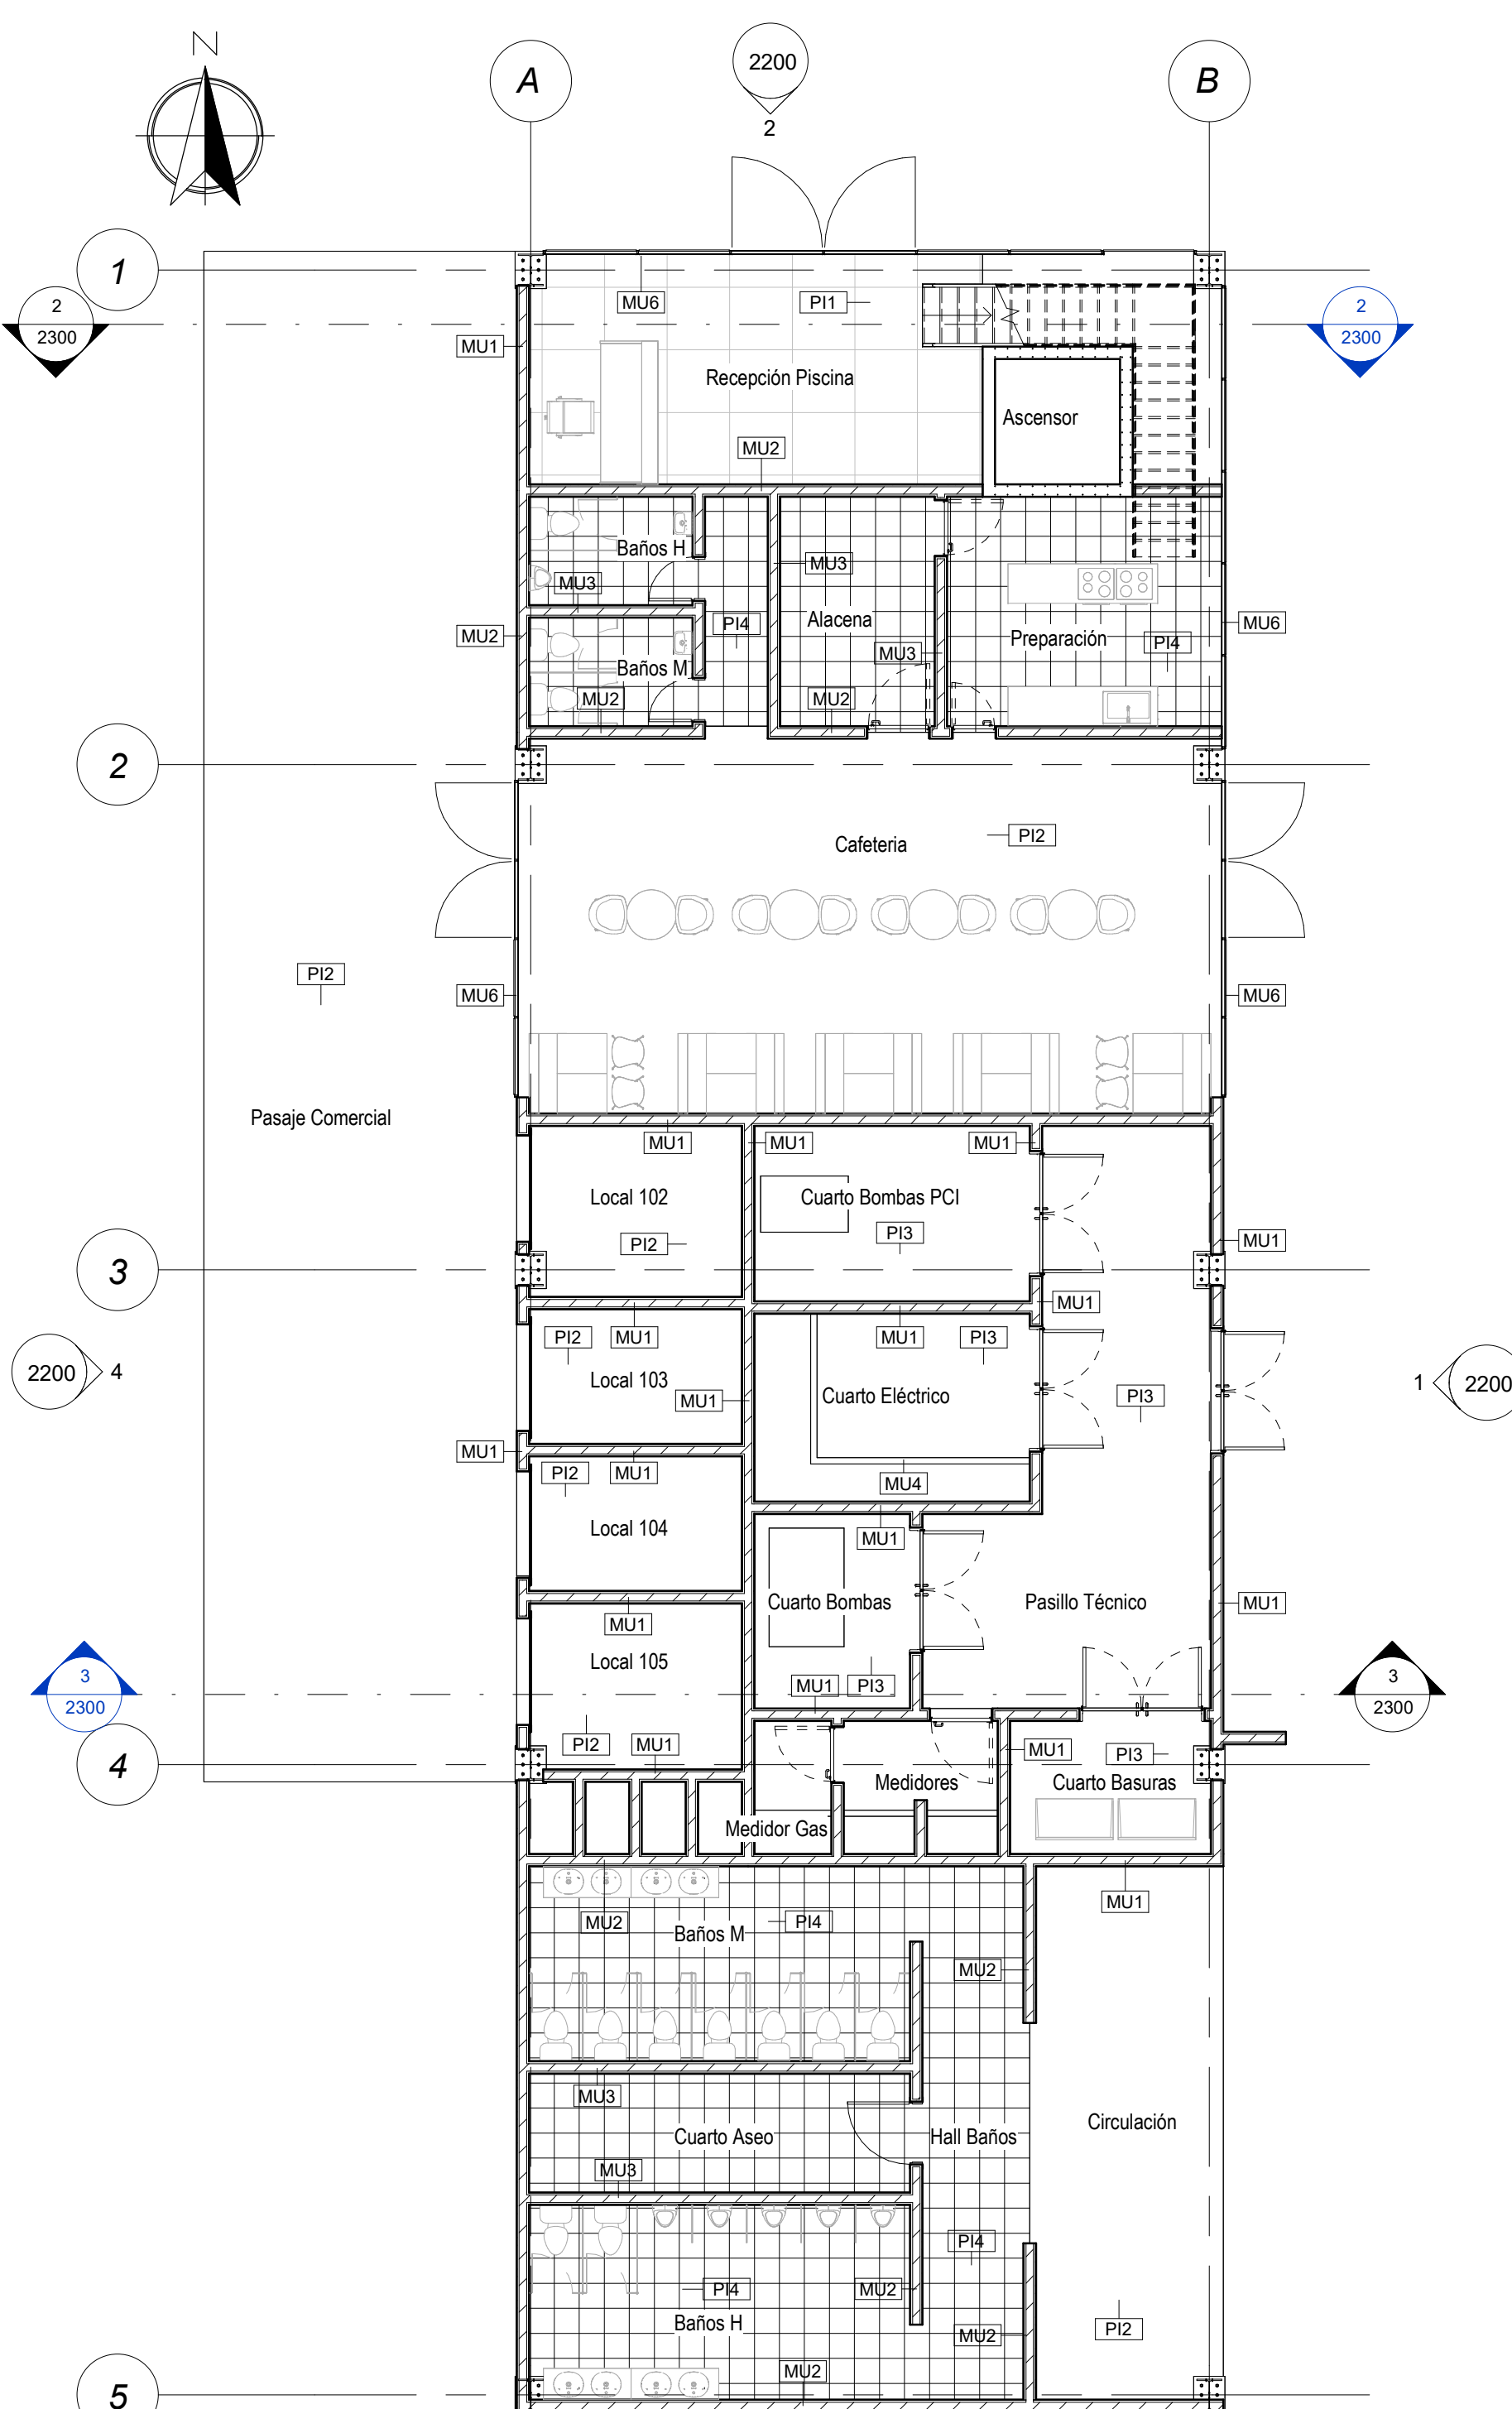 N
A
2200
2
B
1
2
2300
2
2300
MU6
PI1
MU1
Recepción Piscina
Ascensor
MU2
Baños H
MU3
MU3
Alacena
PI4
MU2
MU6
Preparación
PI4
MU3
Baños M
MU2
MU2
2
Cafeteria
PI2
PI2
MU6
MU6
Pasaje Comercial
MU1
MU1
MU1
Local 102
Cuarto Bombas PCI
PI2
PI3
MU1
3
MU1
PI2
MU1
MU1
PI3
2200
4
1
2200
Local 103
MU1
Cuarto Eléctrico
PI3
MU1
PI2
MU1
MU4
Local 104
MU1
Cuarto Bombas
Pasillo Técnico
MU1
MU1
Local 105
3
2300
MU1
PI3
3
2300
PI2
MU1
MU1
PI3
4
Medidores
Cuarto Basuras
Medidor Gas
MU1
MU2
Baños M
PI4
MU2
MU3
Circulación
Cuarto Aseo
Hall Baños
MU3
PI4
PI4
MU2
Baños H
MU2
PI2
MU2
5